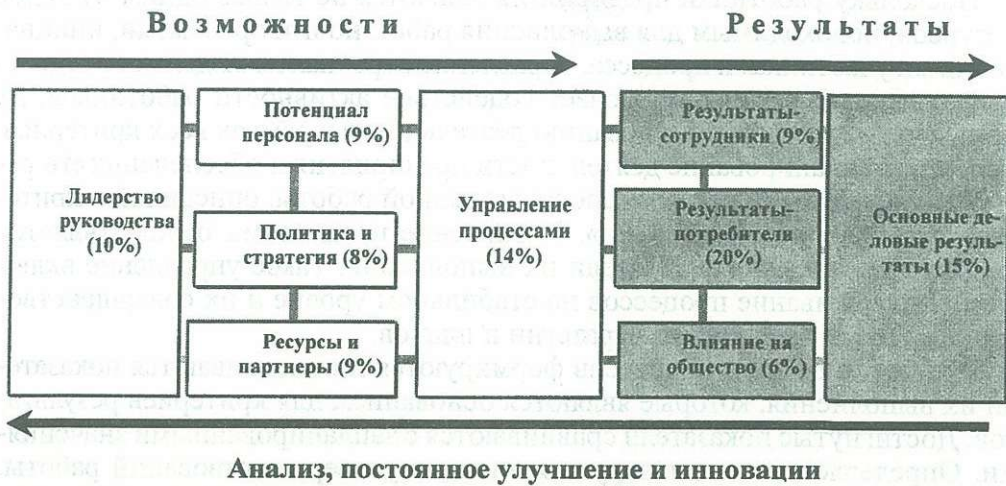 Возможности
Результаты
Лидерство
руководства
(10%)
Потенциал
персонала (9%)
Политика и
стратегия (8%)
Ресурсы и
партнеры (9%)
Управление
процессами
(14%)
Результаты-
сотрудники (9%)
Результаты-
потребители
(20%)
Влияние на
общество (6%)
Основные де-
ловые резуль-
таты (15%)
Анализ, постоянное улучшение и инновации